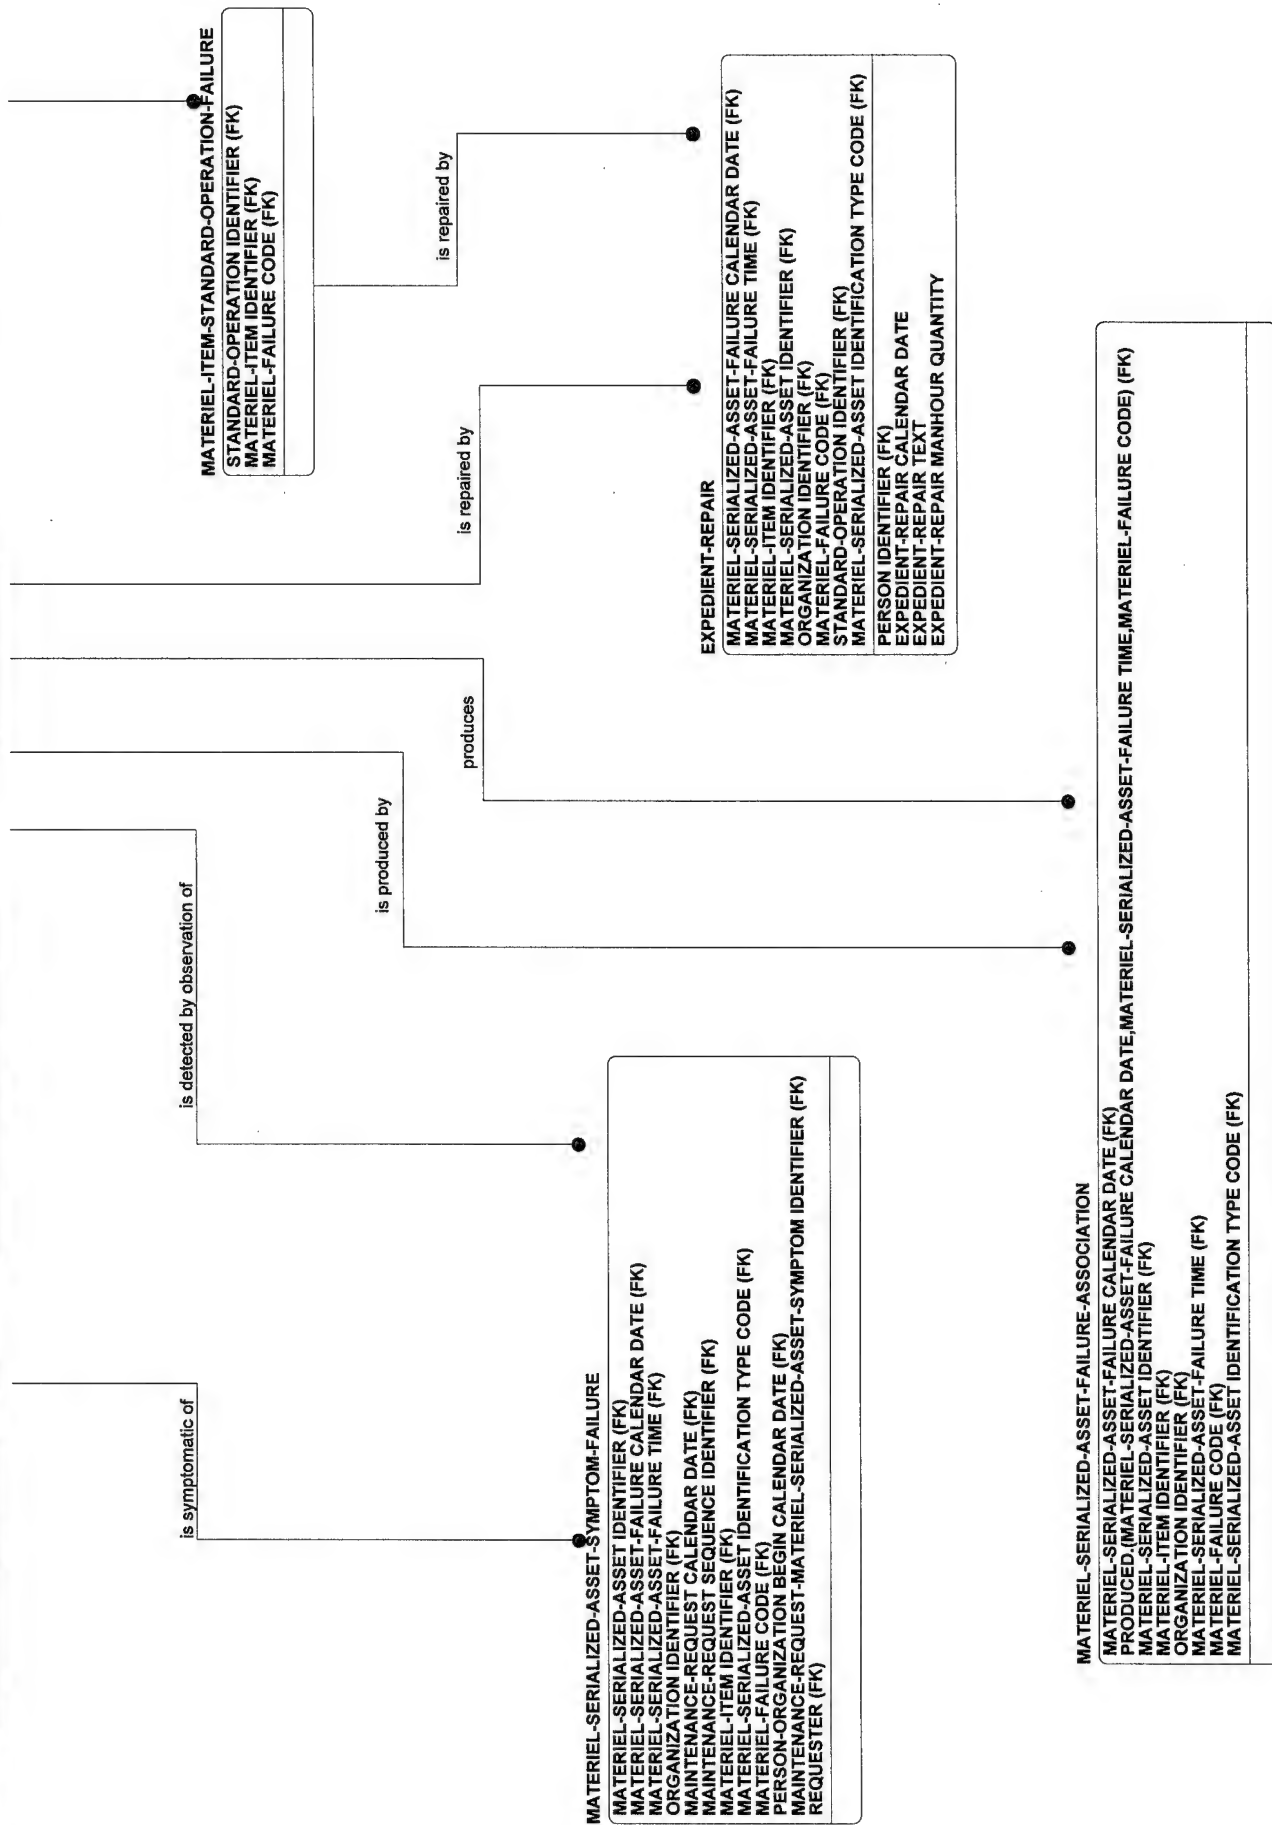 is symptomatic of
is detected by observation of
is produced by
produces
is repaired by
is repaired by
MATERIEL-ITEM-STANDARD-OPERATION-FAILURE
STANDARD-OPERATION IDENTIFIER (FK)
MATERIEL-ITEM IDENTIFIER (FK)
MATERIEL-FAILURE CODE (FK)
MATERIEL-SERIALIZED-ASSET-SYMPTOM-FAILURE
MATERIEL-SERIALIZED-ASSET IDENTIFIER (FK)
MATERIEL-SERIALIZED-ASSET-FAILURE CALENDAR DATE (FK)
MATERIEL-SERIALIZED-ASSET-FAILURE TIME (FK)
ORGANIZATION IDENTIFIER (FK)
MAINTENANCE-REQUEST CALENDAR DATE (FK)
MAINTENANCE-REQUEST SEQUENCE IDENTIFIER (FK)
MATERIEL-ITEM IDENTIFIER (FK)
MATERIEL-SERIALIZED-ASSET IDENTIFICATION TYPE CODE (FK)
MATERIEL-FAILURE CODE (FK)
PERSON-ORGANIZATION BEGIN CALENDAR DATE (FK)
MAINTENANCE-REQUEST-MATERIEL-SERIALIZED-ASSET-SYMPTOM IDENTIFIER (FK)
REQUESTER (FK)
EXPEDIENT-REPAIR
MATERIEL-SERIALIZED-ASSET-FAILURE CALENDAR DATE (FK)
MATERIEL-SERIALIZED-ASSET-FAILURE TIME (FK)
MATERIEL-ITEM IDENTIFIER (FK)
MATERIEL-SERIALIZED-ASSET IDENTIFIER (FK)
ORGANIZATION IDENTIFIER (FK)
MATERIEL-FAILURE CODE (FK)
STANDARD-OPERATION IDENTIFIER (FK)
MATERIEL-SERIALIZED-ASSET IDENTIFICATION TYPE CODE (FK)
PERSON IDENTIFIER (FK)
EXPEDIENT-REPAIR CALENDAR DATE
EXPEDIENT-REPAIR TEXT
EXPEDIENT-REPAIR MANHOUR QUANTITY
MATERIEL-SERIALIZED-ASSET-FAILURE-ASSOCIATION
MATERIEL-SERIALIZED-ASSET-FAILURE CALENDAR DATE (FK)
PRODUCED.(MATERIEL-SERIALIZED-ASSET-FAILURE CALENDAR DATE,MATERIEL-SERIALIZED-ASSET-FAILURE TIME,MATERIEL-FAILURE CODE) (FK)
MATERIEL-SERIALIZED-ASSET IDENTIFIER (FK)
MATERIEL-ITEM IDENTIFIER (FK)
ORGANIZATION IDENTIFIER (FK)
MATERIEL-SERIALIZED-ASSET-FAILURE TIME (FK)
MATERIEL-FAILURE CODE (FK)
MATERIEL-SERIALIZED-ASSET IDENTIFICATION TYPE CODE (FK)